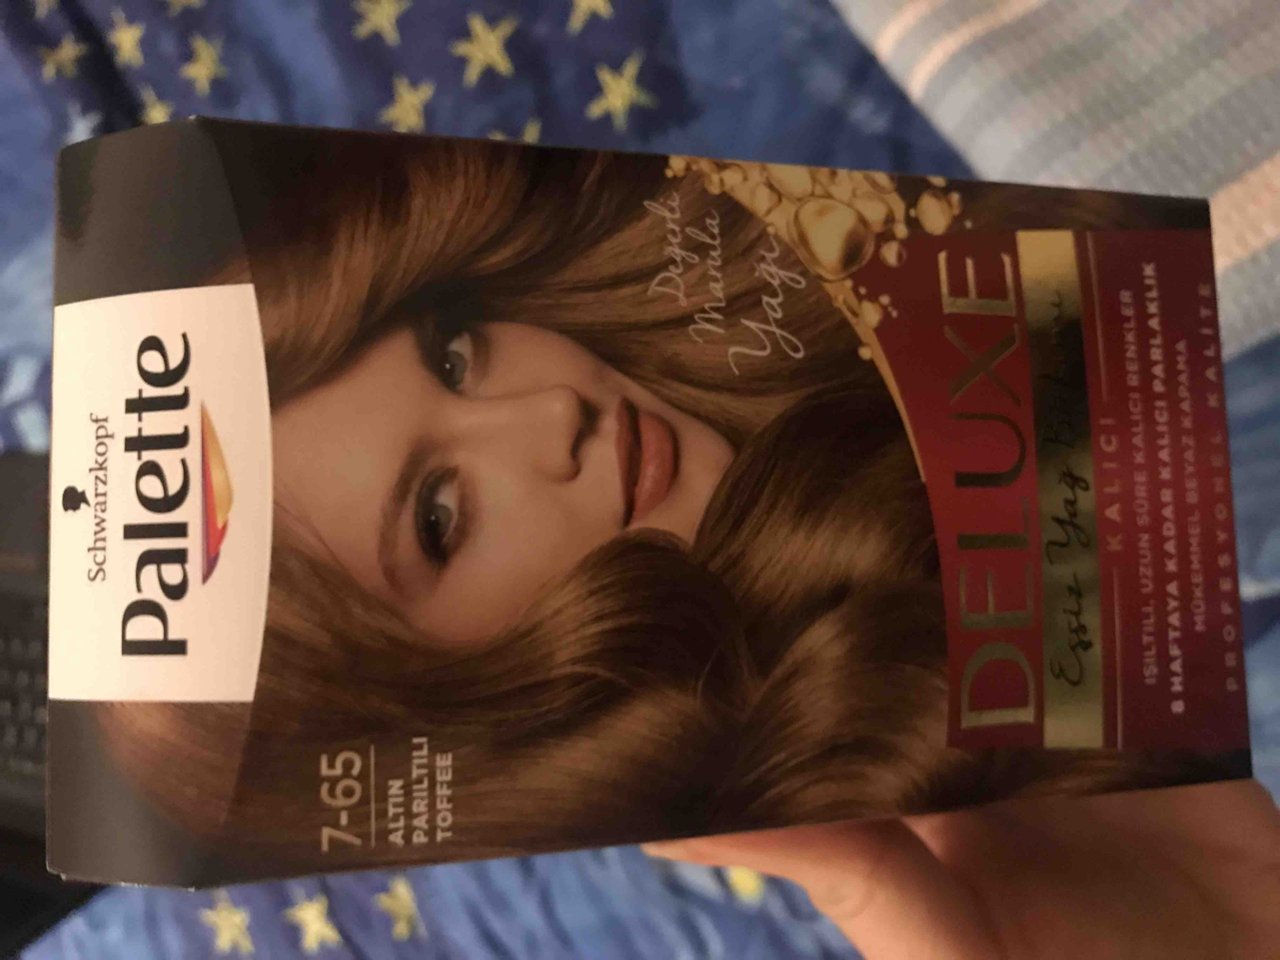 Schwarzkopf
Palette
7-65
ALTIN
PARILTILI
TOFFEE
Değerli
Marula
Yağı
DELUXE
Eşsiz Yağ Bakımı
KALICI
IŞILTILI, UZUN SÜRE KALICI RENKLER
8 HAFTAYA KADAR KALICI PARLAKLIK
MÜKEMMEL BEYAZ KAPAMA
PROFESYONEL KALİTE